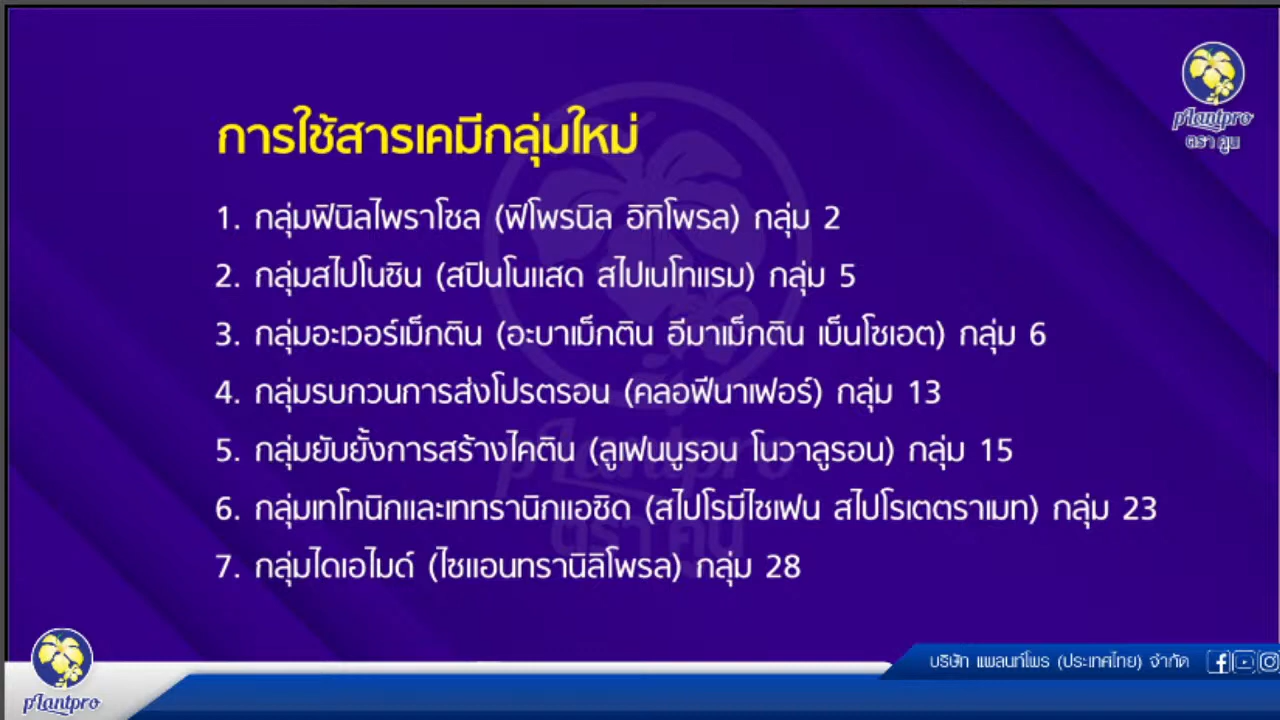 plantpro
ตรา คูน
การใช้สารเคมีกลุ่มใหม่
1. กลุ่มฟินิลไพราโซล (ฟิโพรนิล อิทิโพรล) กลุ่ม 2
2. กลุ่มสไปโนซิน (สปินโนแสด สไปเนโทแรม) กลุ่ม 5
3. กลุ่มอะเวอร์เม็กติน (อะบาเม็กติน อีมาเม็กติน เบ็นโซเอต) กลุ่ม 6
4. กลุ่มรบกวนการส่งโปรตรอน (คลอฟีนาเฟอร์) กลุ่ม 13
5. กลุ่มยับยั้งการสร้างไคติน (ลูเฟนนูรอน โนวาลูรอน) กลุ่ม 15
6. กลุ่มเทโทนิกและเททรานิกแอซิด (สไปโรมีไซเฟน สไปโรเตตราเมท) กลุ่ม 23
7. กลุ่มไดเอไมด์ (ไซแอนทรานิลิโพรล) กลุ่ม 28
plantpro
ตรา คูน
บริษัท แพลนท์โพร (ประเทศไทย) จำกัด
plantpro